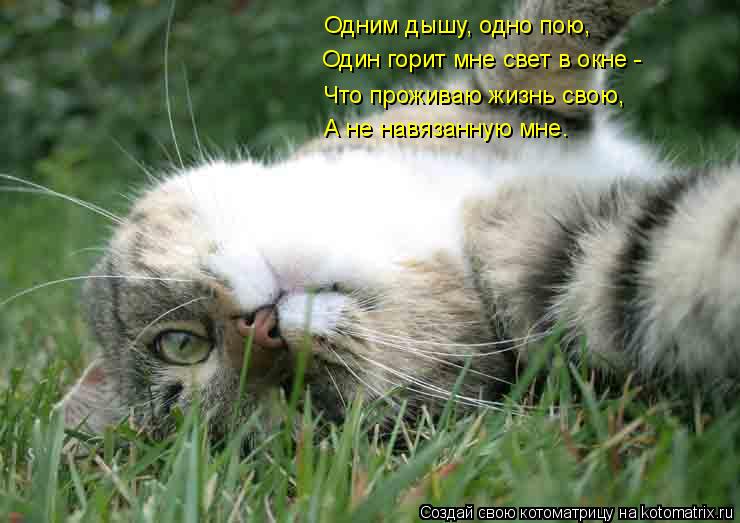 Одним дышу, одно пою,
Один горит мне свет в окне -
Что проживаю жизнь свою,
А не навязанную мне.
Создай свою котоматрицу на kotomatrix.ru